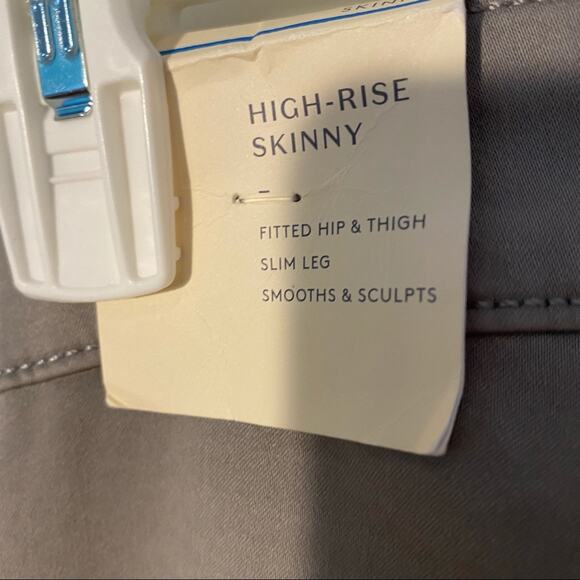 HIGH-RISE
SKINNY
–
FITTED HIP & THIGH
SLIM LEG
SMOOTHS & SCULPTS